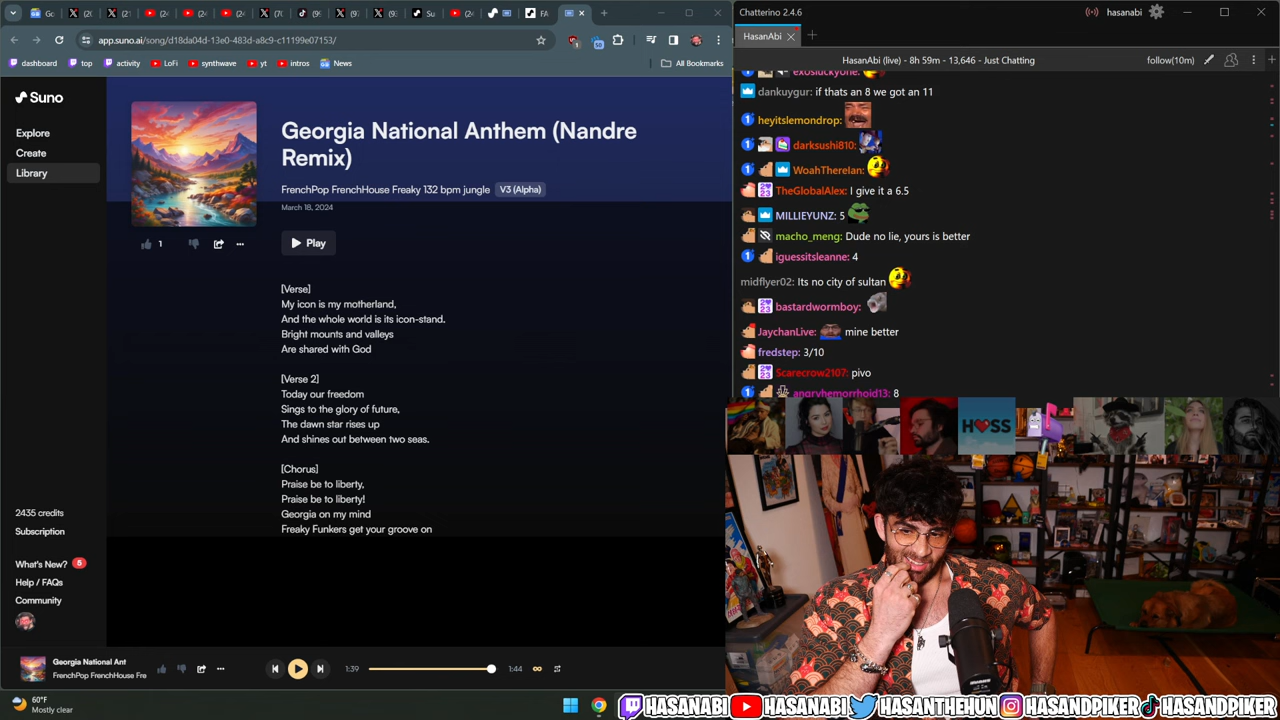 Chatterino 2.4.6
hasanabi
HasanAbi
HasanAbi (live) - 8h 59m - 13,646 - Just Chatting
follow(10m)
app.suno.ai/song/d18da04d-13e0-483d-a8c9-c11199e07153/
dashboard
top
activity
LoFi
synthwave
yt
intros
News
All Bookmarks
Suno
Explore
Create
Library
Georgia National Anthem (Nandre
Remix)
FrenchPop FrenchHouse Freaky 132 bpm jungle
V3 (Alpha)
March 18, 2024
1
Play
[Verse]
My icon is my motherland,
And the whole world is its icon-stand.
Bright mounts and valleys
Are shared with God
[Verse 2]
Today our freedom
Sings to the glory of future,
The dawn star rises up
And shines out between two seas.
[Chorus]
Praise be to liberty,
Praise be to liberty!
Georgia on my mind
Freaky Funkers get your groove on
2435 credits
Subscription
What's New? 5
Help / FAQs
Community
Georgia National Ant
FrenchPop FrenchHouse Fre
1:39
1:44
60°F
Mostly clear
exosluckyone:
dankuygur: if thats an 8 we got an 11
heyitslemondrop:
darksushi810:
WoahThereIan:
TheGlobalAlex: I give it a 6.5
MILLIEYUNZ: 5
macho_meng: Dude no lie, yours is better
iguessitsleanne: 4
midflyer02: Its no city of sultan
bastardwormboy:
JaychanLive: mine better
fredstep: 3/10
Scarecrow2107: pivo
angryhemorrhoid13: 8
HASANABI
HASANABI
HASANTHEHUN
HASANDPIKER
HASANDPIKER